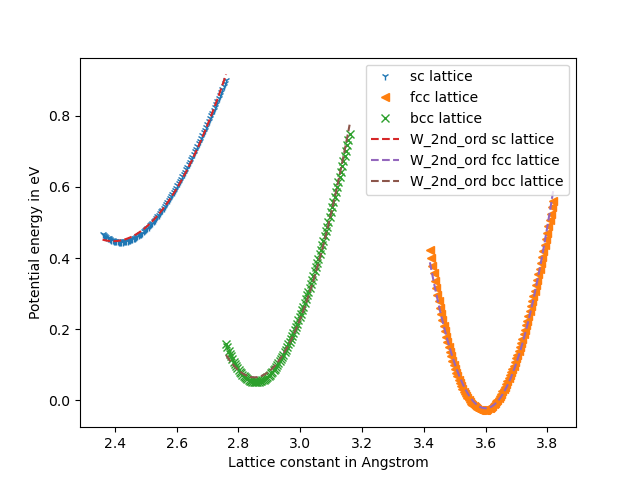 sc lattice
fcc lattice
bcc lattice
W_2nd_ord sc lattice
W_2nd_ord fcc lattice
W_2nd_ord bcc lattice
Potential energy in eV
0.8
0.6
0.4
0.2
0.0
2.4 2.6 2.8 3.0 3.2 3.4 3.6 3.8
Lattice constant in Angstrom